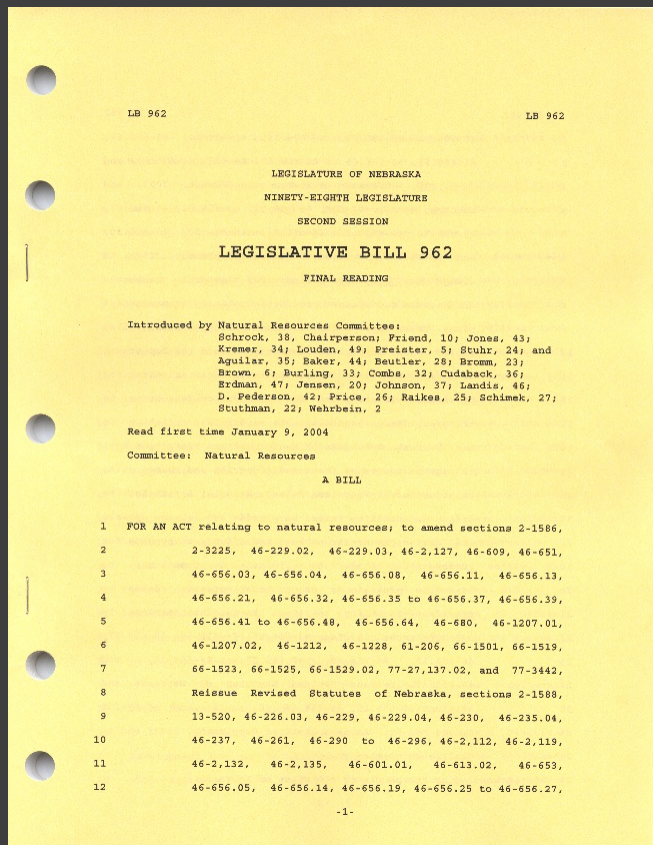 LB 962 LB 962
LEGISLATURE OF NEBRASKA
NINETY-EIGHTH LEGISLATURE
SECOND SESSION
LEGISLATIVE BILL 962
FINAL READING
Introduced by Natural Resources Committee:
Schrock, 38, Chairperson; Friend, 10; Jones, 43;
Kremer, 34; Louden, 49; Preister, 5; Stuhr, 24; and
Aguilar, 35; Baker, 44; Beutler, 28; Bromm, 23;
Brown, 6; Burling, 33; Combs, 32; Cudaback, 36;
Erdman, 47; Jensen, 20; Johnson, 37; Landis, 46;
D. Pederson, 42; Price, 26; Raikes, 25; Schimek, 27;
Stuthman, 22; Wehrbein, 2
Read first time January 9, 2004
Committee: Natural Resources
A BILL
1 FOR AN ACT relating to natural resources; to amend sections 2-1586,
2 2-3225, 46-229.02, 46-229.03, 46-2,127, 46-609, 46-651,
3 46-656.03, 46-656.04, 46-656.08, 46-656.11, 46-656.13,
4 46-656.21, 46-656.32, 46-656.35 to 46-656.37, 46-656.39,
5 46-656.41 to 46-656.48, 46-656.64, 46-680, 46-1207.01,
6 46-1207.02, 46-1212, 46-1228, 61-206, 66-1501, 66-1519,
7 66-1523, 66-1525, 66-1529.02, 77-27,137.02, and 77-3442,
8 Reissue Revised Statutes of Nebraska, sections 2-1588,
9 13-520, 46-226.03, 46-229, 46-229.04, 46-230, 46-235.04,
10 46-237, 46-261, 46-290 to 46-296, 46-2,112, 46-2,119,
11 46-2,132, 46-2,135, 46-601.01, 46-613.02, 46-653,
12 46-656.05, 46-656.14, 46-656.19, 46-656.25 to 46-656.27,
-1-